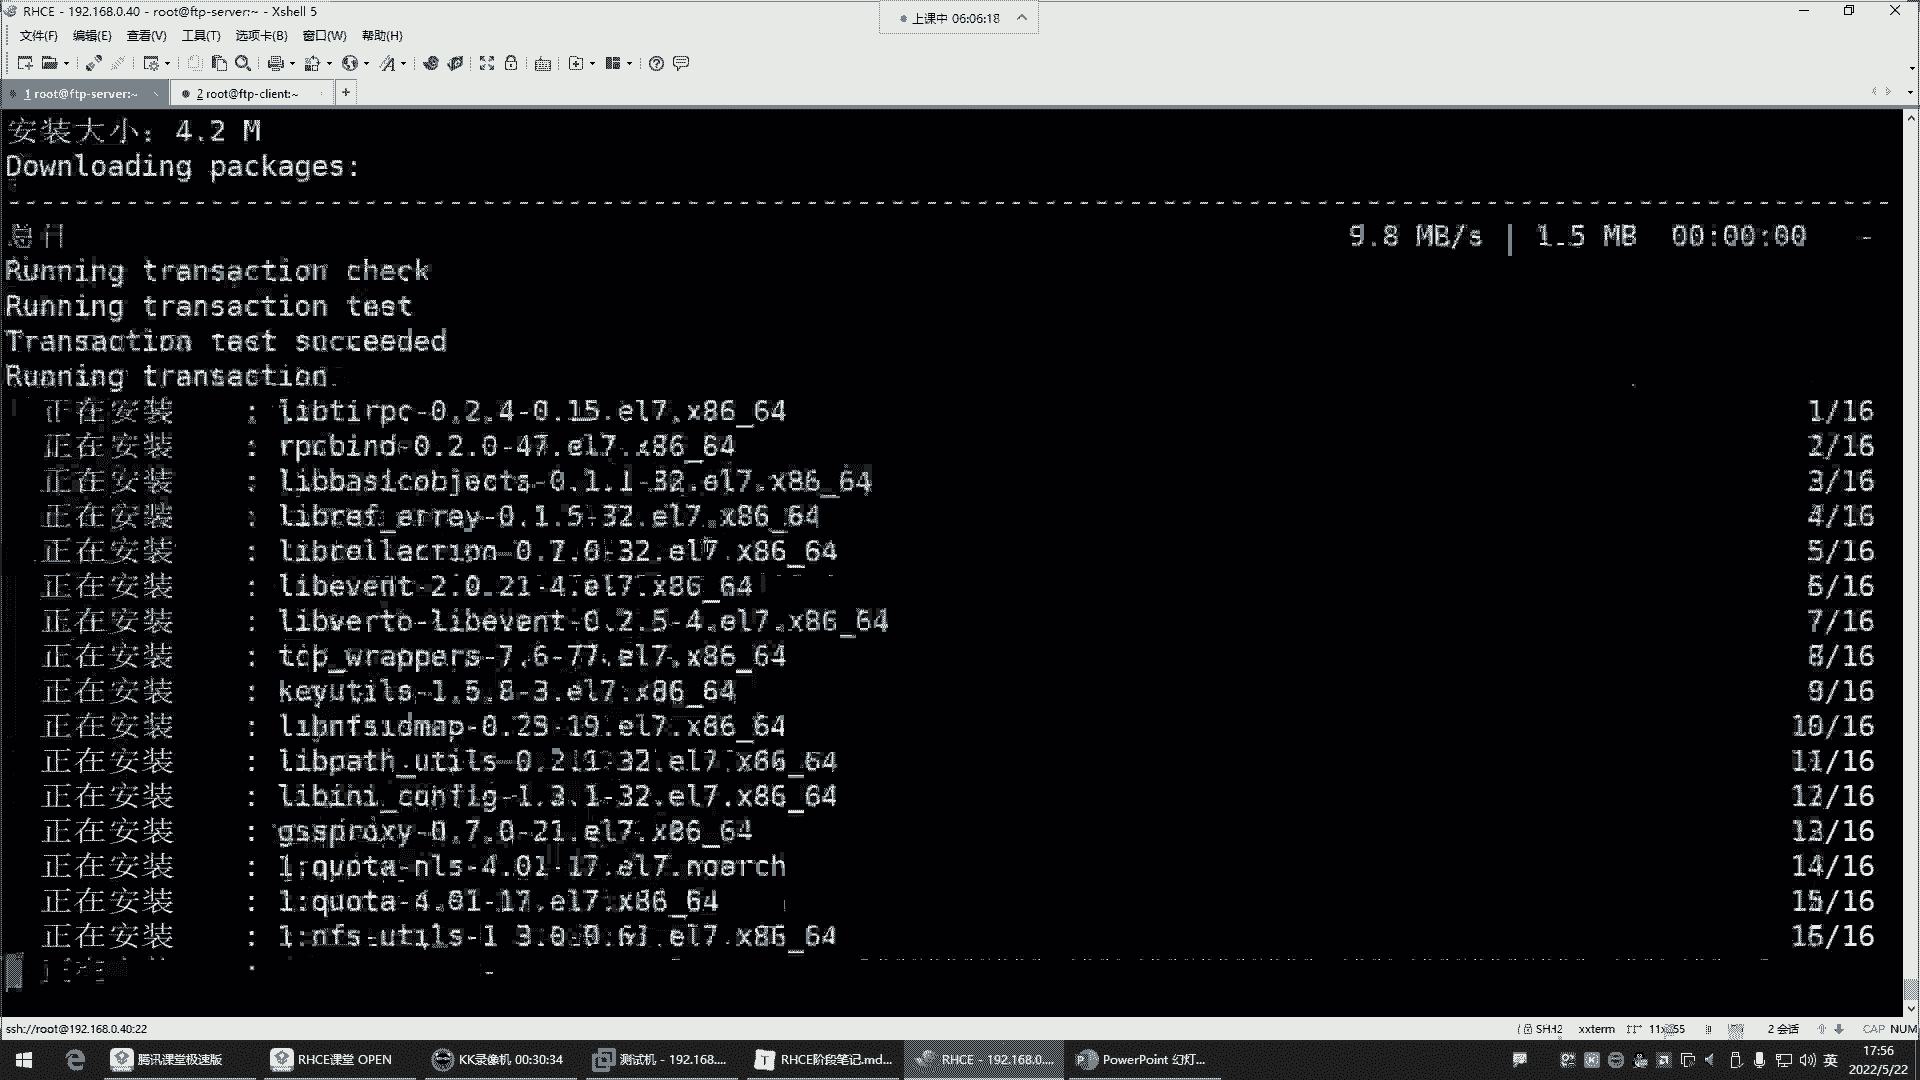 RHCE - 192.168.0.40 - root@ftp-server:~ - Xshell 5
上课中 06:06:18
文件(F) 编辑(E) 查看(V) 工具(T) 选项卡(B) 窗口(W) 帮助(H)
1 root@ftp-server:~ 2 root@ftp-client:~
安装大小：4.2 M
Downloading packages:
总计 9.8 MB/s | 1.5 MB 00:00:00
Running transaction check
Running transaction test
Transaction test succeeded
Running transaction
正在安装 : libtirpc-0.2.4-0.15.el7.x86_64 1/16
正在安装 : rpcbind-0.2.0-47.el7.x86_64 2/16
正在安装 : libbasicobjects-0.1.1-32.el7.x86_64 3/16
正在安装 : libref_array-0.1.5-32.el7.x86_64 4/16
正在安装 : libcollection-0.7.0-32.el7.x86_64 5/16
正在安装 : libevent-2.0.21-4.el7.x86_64 6/16
正在安装 : libverto-libevent-0.2.5-4.el7.x86_64 7/16
正在安装 : tcp_wrappers-7.6-77.el7.x86_64 8/16
正在安装 : keyutils-1.5.8-3.el7.x86_64 9/16
正在安装 : libnfsidmap-0.25-19.el7.x86_64 10/16
正在安装 : libpath_utils-0.2.1-32.el7.x86_64 11/16
正在安装 : libini_config-1.3.1-32.el7.x86_64 12/16
正在安装 : gssproxy-0.7.0-21.el7.x86_64 13/16
正在安装 : 1:quota-nls-4.01-17.el7.noarch 14/16
正在安装 : 1:quota-4.01-17.el7.x86_64 15/16
正在安装 : 1:nfs-utils-1.3.0-0.61.el7.x86_64 16/16
ssh://root@192.168.0.40:22 SSH2 xterm 2 会话 CAP NUM
腾讯课堂极速版 RHCE课堂 OPEN KK录像机 00:30:34 测试机 - 192.168.... RHCE阶段笔记.md... RHCE - 192.168.0.... PowerPoint 幻灯... 英 17:56
2022/5/22